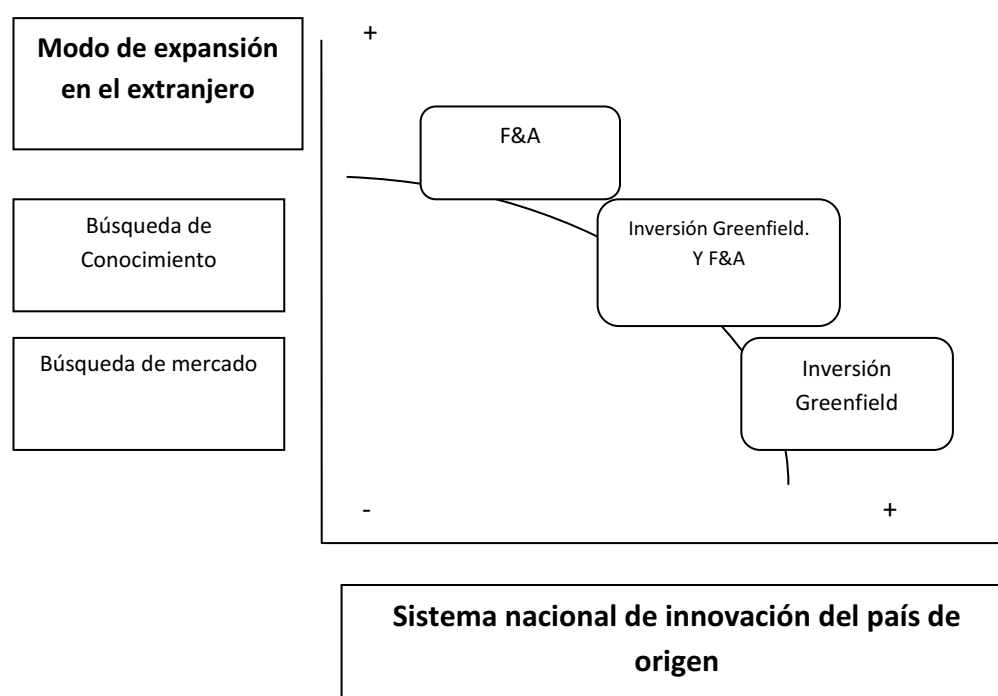 Modo de expansión
en el extranjero
+
F&A
Búsqueda de
Conocimiento
Inversión Greenfield.
Y F&A
Búsqueda de mercado
Inversión
Greenfield
-
+
Sistema nacional de innovación del país de
origen